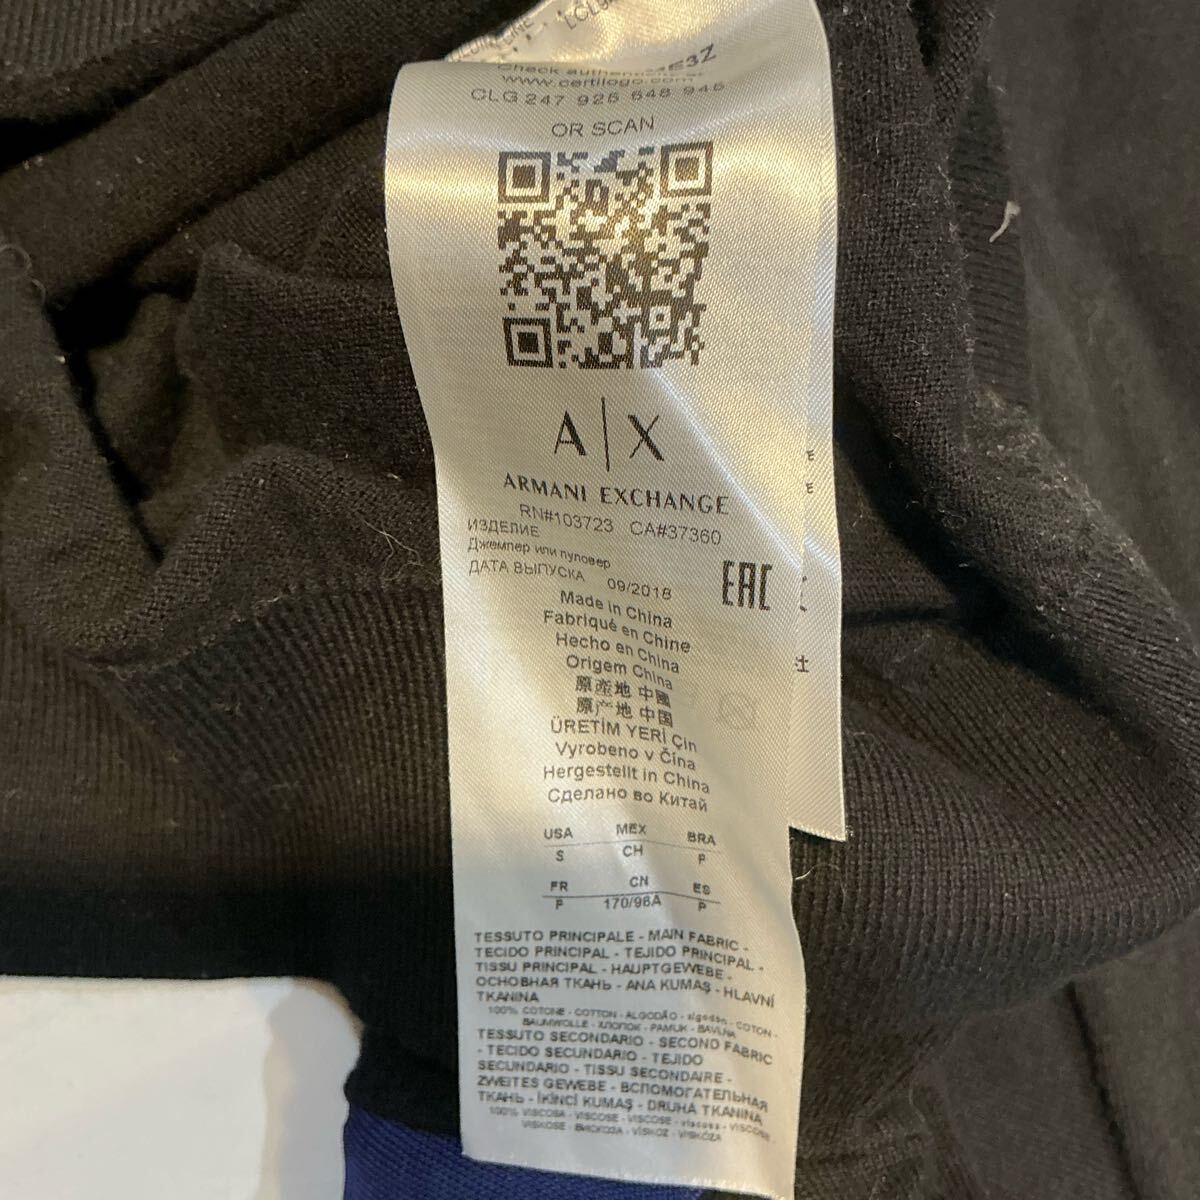 Check authenticity at
www.certilogo.com
CLG 247 925 648 945
OR SCAN
A|X
ARMANI EXCHANGE
RN#103723 CA#37360
ИЗДЕЛИЕ
Джемпер или пуловер
ДАТА ВЫПУСКА 09/2018
EAC
Made in China
Fabriqué en Chine
Hecho en China
Origem China
原産地 中國
原产地 中国
ÜRETİM YERİ Çin
Vyrobeno v Čína
Hergestellt in China
Сделано во Китай
USA MEX BRA
S CH P
FR CN ES
P 170/96A P
TESSUTO PRINCIPALE - MAIN FABRIC -
TECIDO PRINCIPAL - TEJIDO PRINCIPAL -
TISSU PRINCIPAL - HAUPTGEWEBE -
ОСНОВНАЯ ТКАНЬ - ANA KUMAŞ - HLAVNÍ
TKANINA
100% COTONE - COTTON - ALGODÃO - algodón - COTON -
BAUMWOLLE - ХЛОПОК - PAMUK - BAVLNA
TESSUTO SECONDARIO - SECOND FABRIC
- TECIDO SECUNDARIO - TEJIDO
SECUNDARIO - TISSU SECONDAIRE -
ZWEITES GEWEBE - ВСПОМОГАТЕЛЬНАЯ
ТКАНЬ - İKİNCİ KUMAŞ - DRUHÁ TKANINA
100% VISCOSA - VISCOSE - VISCOSE - viscosa - VISCOSE -
VISKOSE - ВИСКОЗА - VİSKOZ - VISKÓZA